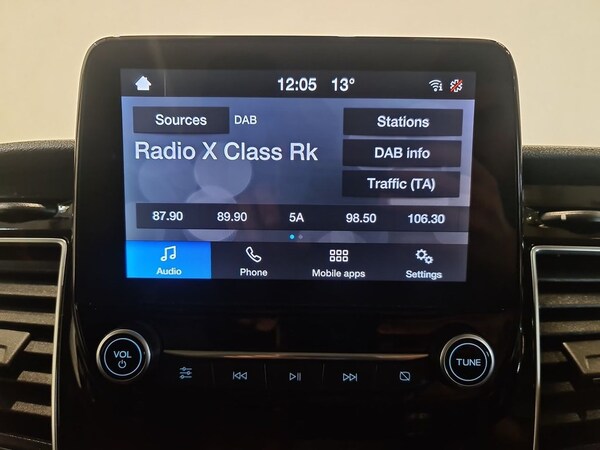 12:05 13°
Sources DAB Stations
Radio X Class Rk DAB info
Traffic (TA)
87.90 89.90 5A 98.50 106.30
Audio Phone Mobile apps Settings
VOL TUNE